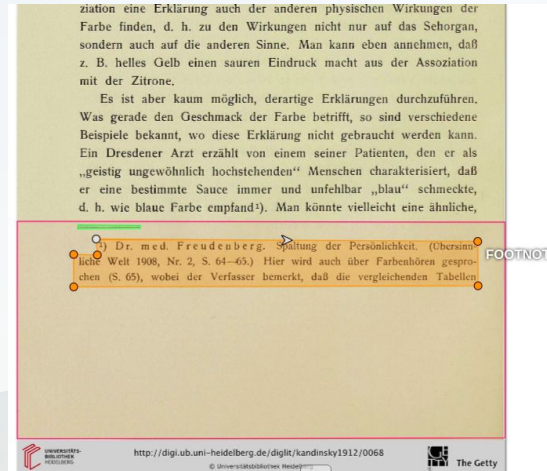 ziation eine Erklärung auch der anderen physischen Wirkungen der
Farbe finden, d. h. zu den Wirkungen nicht nur auf das Sehorgan,
sondern auch auf die anderen Sinne. Man kann eben annehmen, daß
z. B. helles Gelb einen sauren Eindruck macht aus der Assoziation
mit der Zitrone.
Es ist aber kaum möglich, derartige Erklärungen durchzuführen.
Was gerade den Geschmack der Farbe betrifft, so sind verschiedene
Beispiele bekannt, wo diese Erklärung nicht gebraucht werden kann.
Ein Dresdener Arzt erzählt von einem seiner Patienten, den er als
„geistig ungewöhnlich hochstehenden“ Menschen charakterisiert, daß
er eine bestimmte Sauce immer und unfehlbar „blau“ schmeckte,
d. h. wie blaue Farbe empfand¹). Man könnte vielleicht eine ähnliche,
¹) Dr. med. Freudenberg. Spaltung der Persönlichkeit. (Übersinn-
liche Welt 1908, Nr. 2, S. 64—65.) Hier wird auch über Farbenhören gespro-
chen (S. 65), wobei der Verfasser bemerkt, daß die vergleichenden Tabellen
FOOTNOT
UNIVERSITÄTS-
BIBLIOTHEK
HEIDELBERG
http://digi.ub.uni-heidelberg.de/diglit/kandinsky1912/0068
© Universitätsbibliothek Heidelberg
The Getty